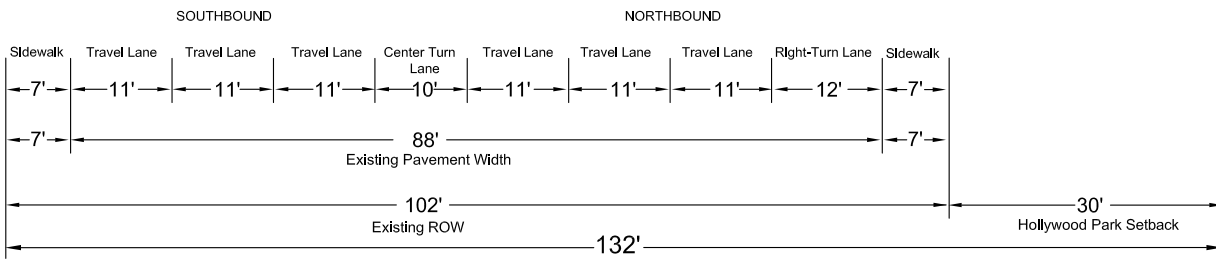 SOUTHBOUND NORTHBOUND
Sidewalk Travel Lane Travel Lane Travel Lane Center Turn Travel Lane Travel Lane Travel Lane Right-Turn Lane Sidewalk
Lane
7' 11' 11' 11' 10' 11' 11' 11' 12' 7'
7' 88' 7'
Existing Pavement Width
102' 30'
Existing ROW Hollywood Park Setback
132'